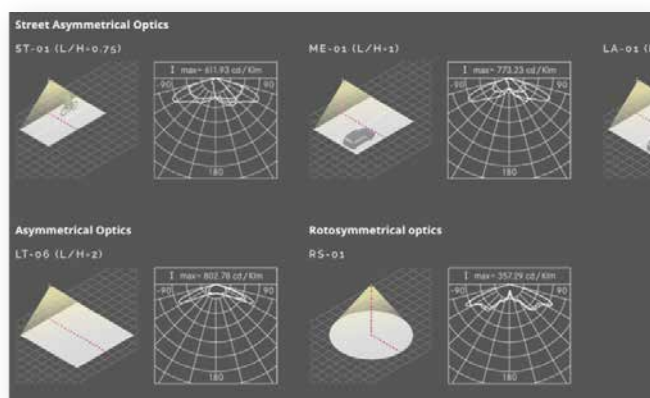 Street Asymmetrical Optics
ST-01 (L/H=0.75)
I max= 611.93 cd/Klm
-90
90
180
ME-01 (L/H=1)
I max= 773.23 cd/Klm
-90
90
180
LA-01 (
Asymmetrical Optics
LT-06 (L/H=2)
I max= 802.78 cd/Klm
-90
90
180
Rotosymmetrical optics
RS-01
I max= 357.29 cd/Klm
-90
90
180